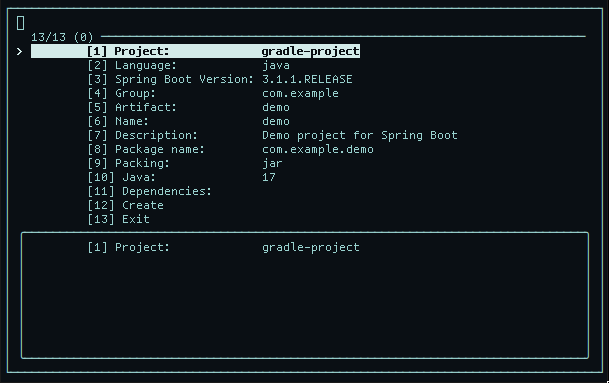 13/13 (0)
> [1] Project: gradle-project
[2] Language: java
[3] Spring Boot Version: 3.1.1.RELEASE
[4] Group: com.example
[5] Artifact: demo
[6] Name: demo
[7] Description: Demo project for Spring Boot
[8] Package name: com.example.demo
[9] Packing: jar
[10] Java: 17
[11] Dependencies:
[12] Create
[13] Exit
[1] Project: gradle-project